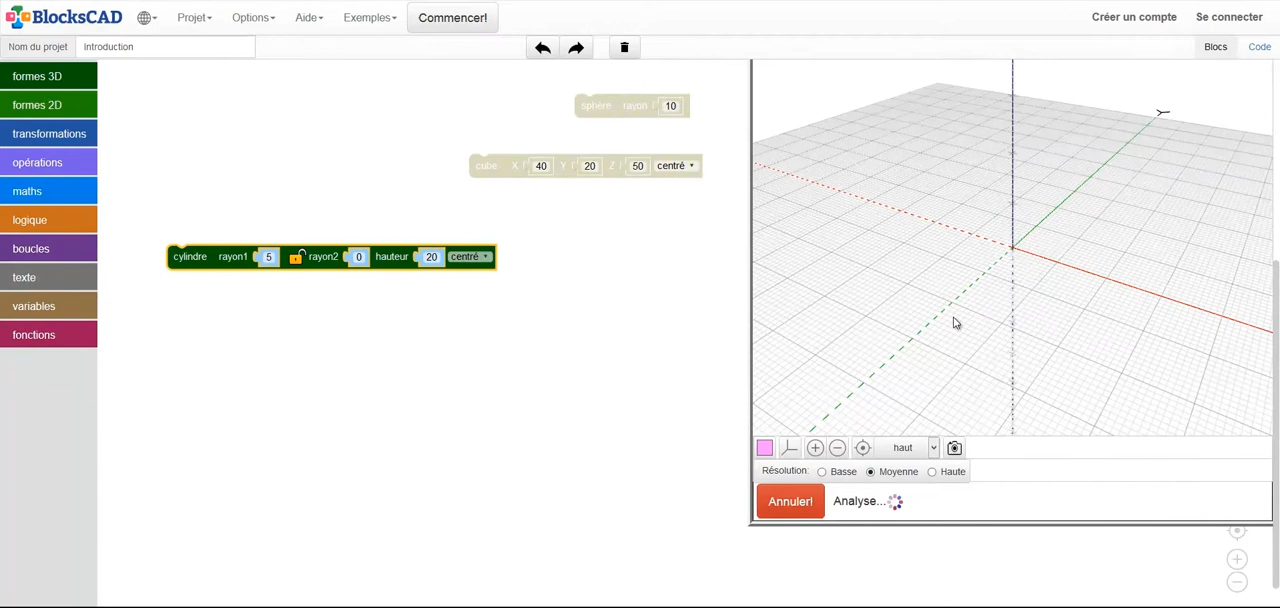 BlocksCAD Projet Options Aide Exemples Commencer! Créer un compte Se connecter
Nom du projet Introduction Blocs Code
formes 3D
formes 2D
transformations
opérations
maths
logique
boucles
texte
variables
fonctions
sphère rayon 10
cube X 40 Y 20 Z 50 centré
cylindre rayon1 5 rayon2 0 hauteur 20 centré
Y
haut
Résolution: Basse Moyenne Haute
Annuler! Analyse...